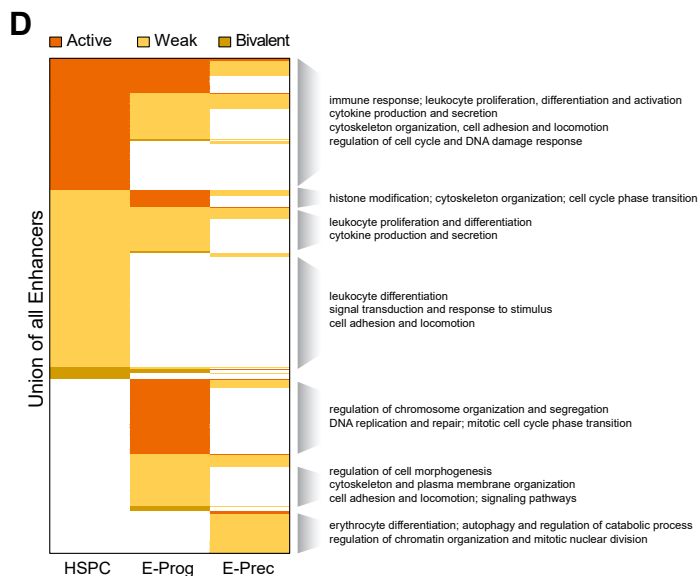 D
Active Weak Bivalent
Union of all Enhancers
immune response; leukocyte proliferation, differentiation and activation
cytokine production and secretion
cytoskeleton organization, cell adhesion and locomotion
regulation of cell cycle and DNA damage response
histone modification; cytoskeleton organization; cell cycle phase transition
leukocyte proliferation and differentiation
cytokine production and secretion
leukocyte differentiation
signal transduction and response to stimulus
cell adhesion and locomotion
regulation of chromosome organization and segregation
DNA replication and repair; mitotic cell cycle phase transition
regulation of cell morphogenesis
cytoskeleton and plasma membrane organization
cell adhesion and locomotion; signaling pathways
erythrocyte differentiation; autophagy and regulation of catabolic process
regulation of chromatin organization and mitotic nuclear division
HSPC E-Prog E-Prec